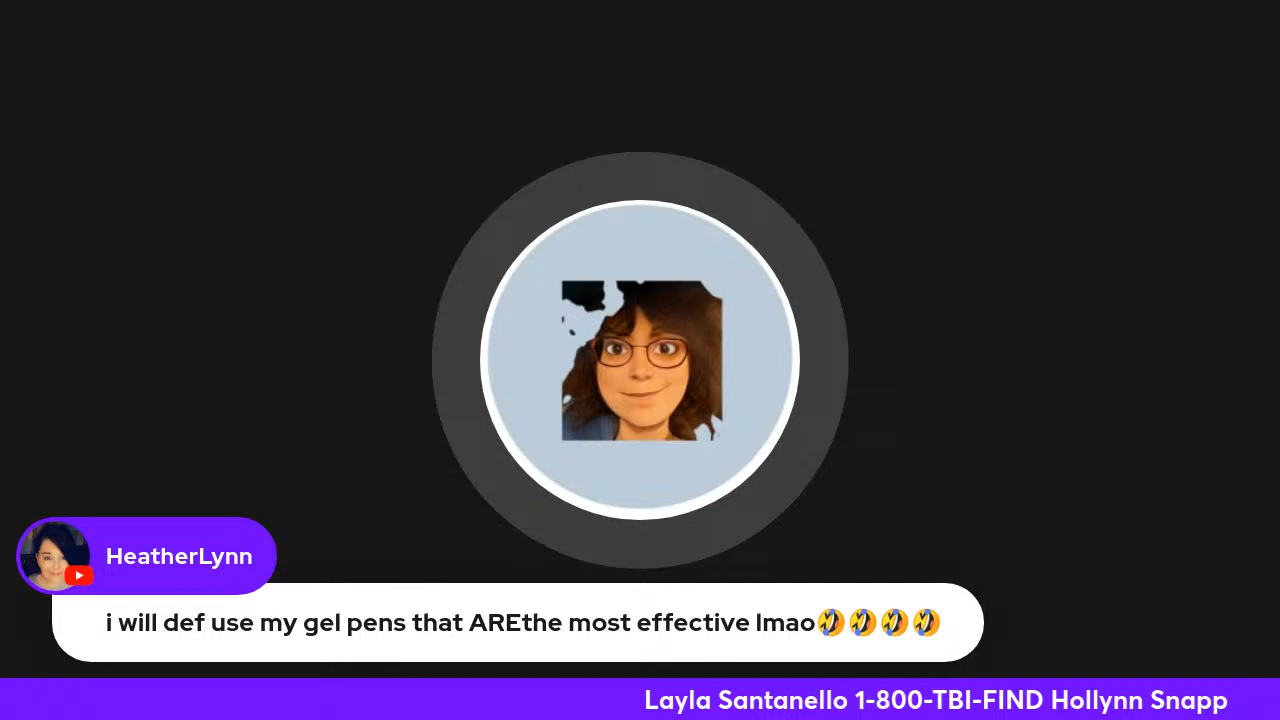 HeatherLynn
i will def use my gel pens that AREthe most effective lmao🤣🤣🤣🤣
Layla Santanello 1-800-TBI-FIND Hollynn Snapp